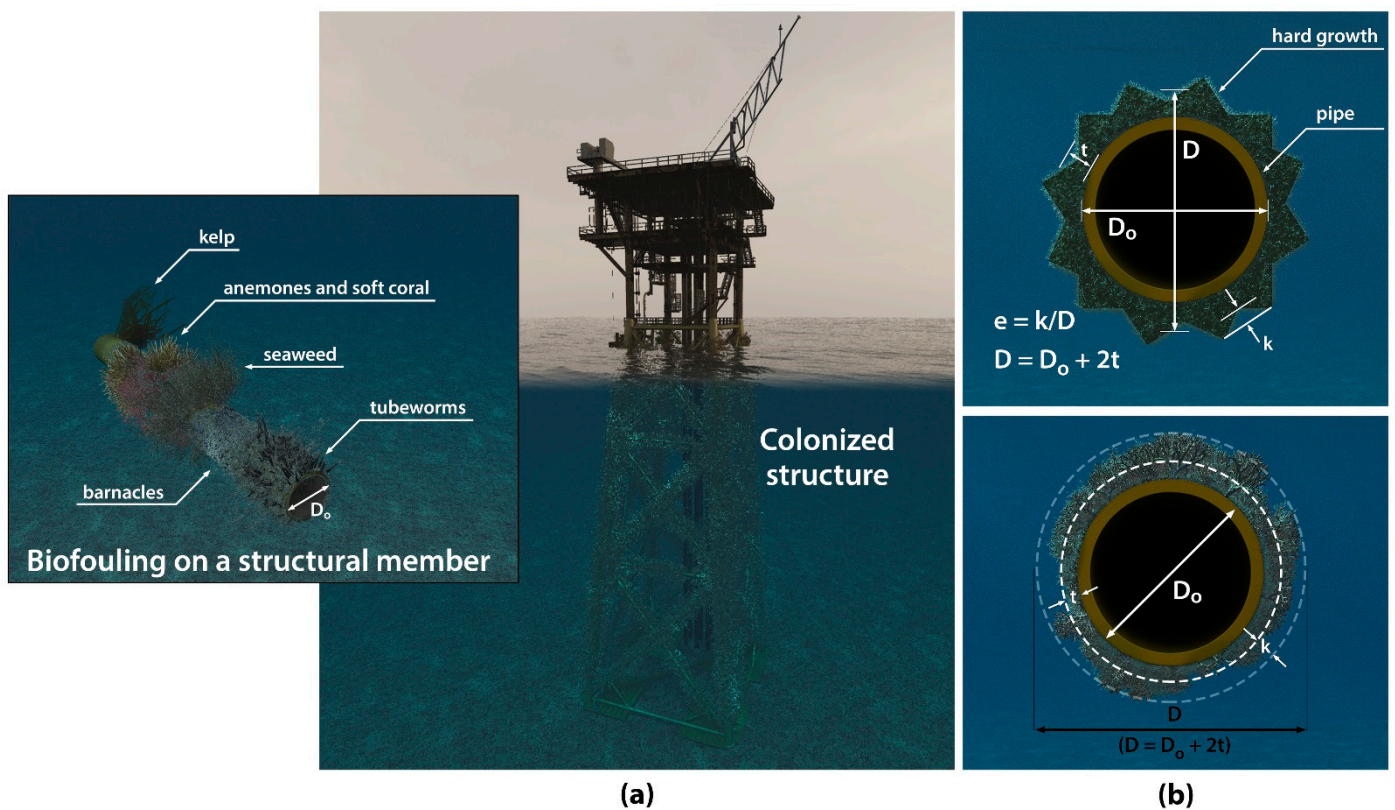 kelp
anemones and soft coral
seaweed
tubeworms
barnacles
Dₒ
Biofouling on a structural member
Colonized
structure
(a)
hard growth
pipe
t
D
Dₒ
e = k/D
D = Dₒ + 2t
k
Dₒ
t
k
D
(D = Dₒ + 2t)
(b)